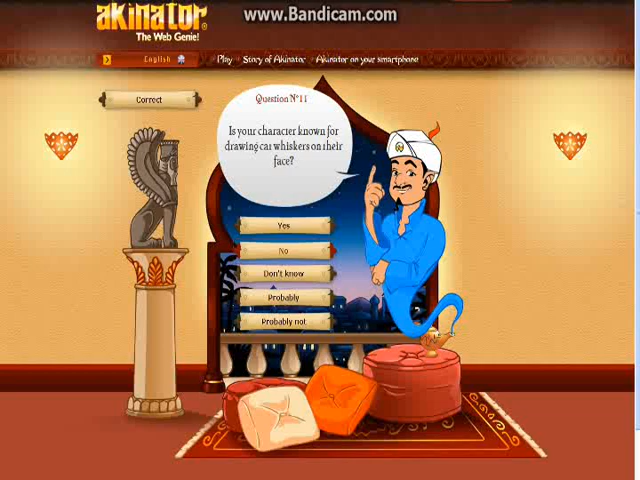 www.Bandicam.com
akinator
The Web Genie!
English Play Story of Akinator Akinator on your smartphone
Correct
Question N°11
Is your character known for
drawing cat whiskers on their
face?
Yes
No
Don't know
Probably
Probably not